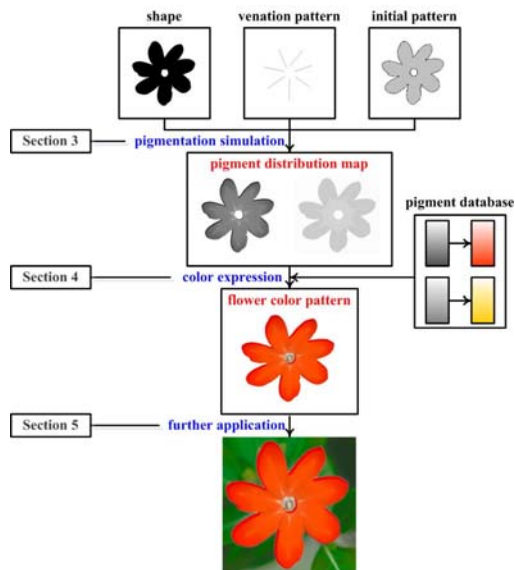 shape
venation pattern
initial pattern
Section 3
pigmentation simulation
pigment distribution map
pigment database
Section 4
color expression
flower color pattern
Section 5
further application